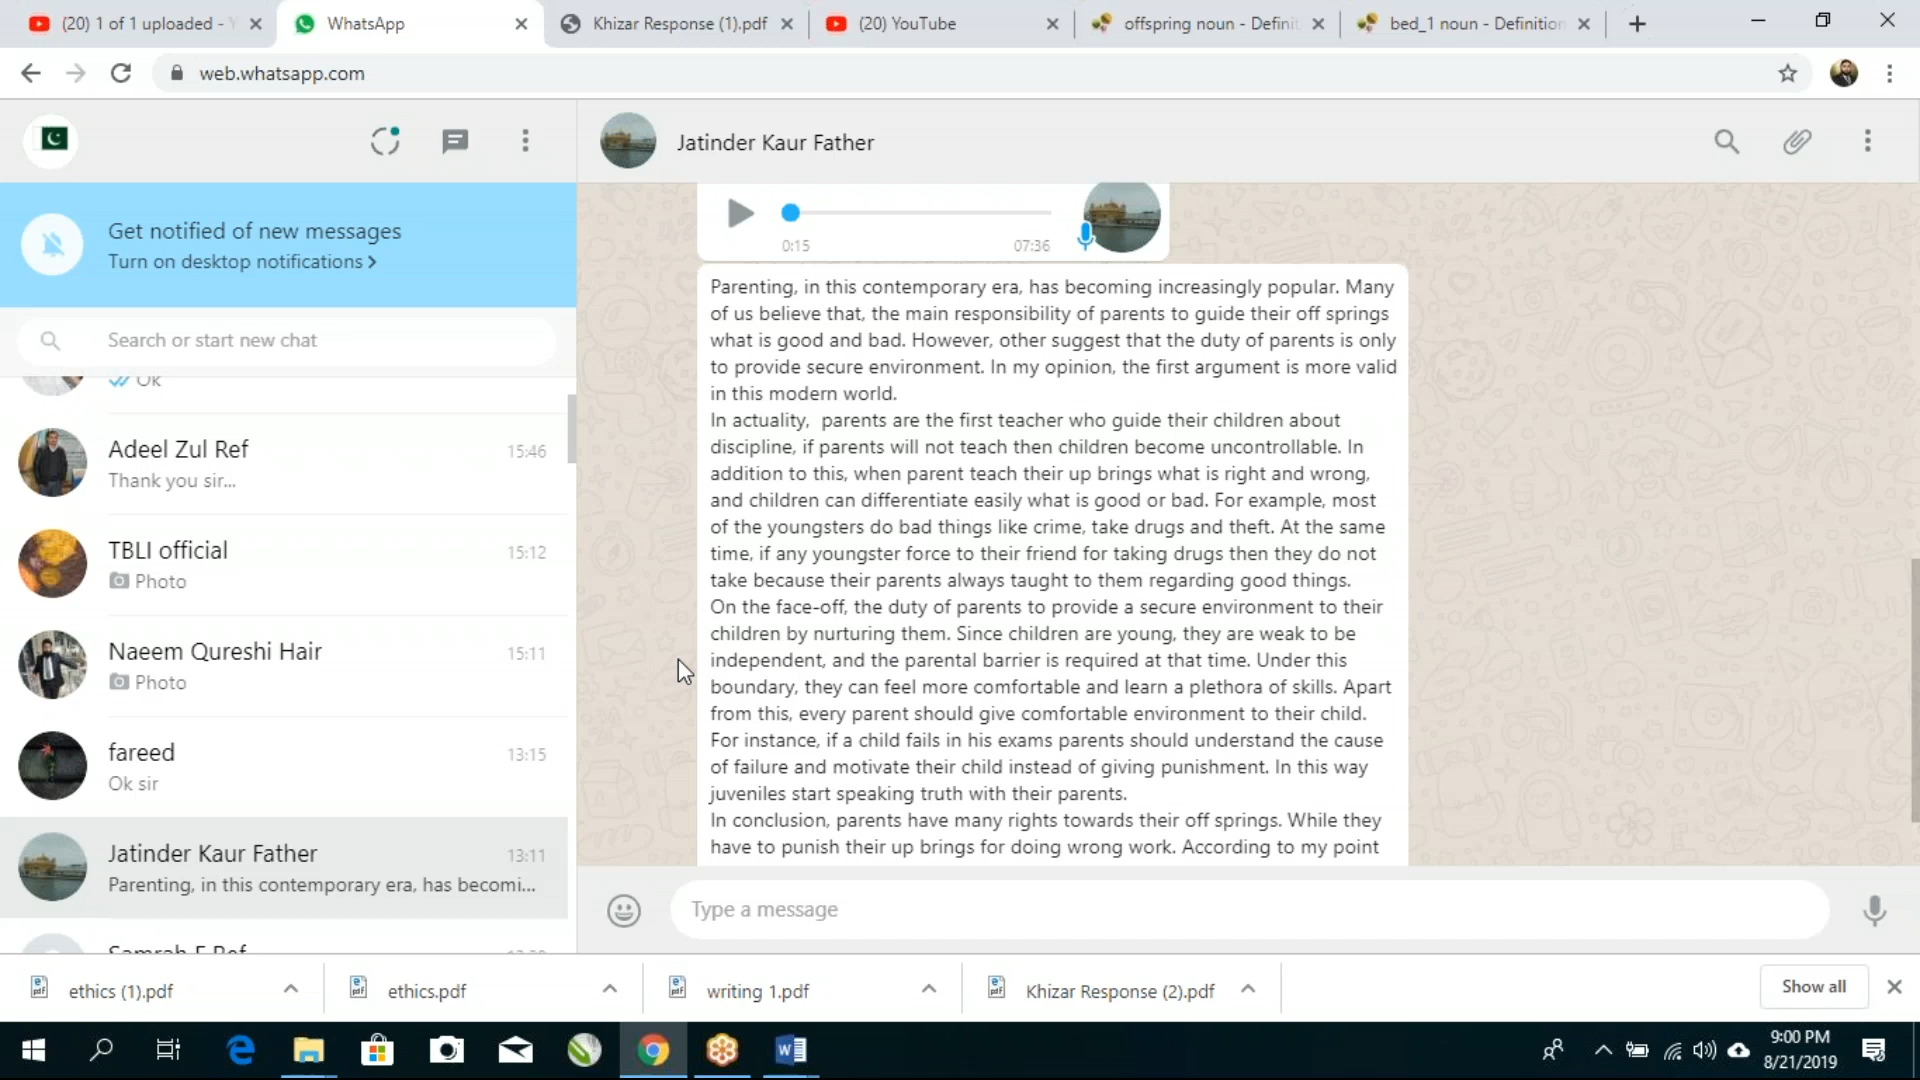 (20) 1 of 1 uploaded - Y
WhatsApp
Khizar Response (1).pdf
(20) YouTube
offspring noun - Definit
bed_1 noun - Definition
web.whatsapp.com
Jatinder Kaur Father
Get notified of new messages
Turn on desktop notifications >
Search or start new chat
Ok
Adeel Zul Ref
15:46
Thank you sir...
TBLI official
15:12
Photo
Naeem Qureshi Hair
15:11
Photo
fareed
13:15
Ok sir
Jatinder Kaur Father
13:11
Parenting, in this contemporary era, has becomi...
0:15
07:36
Parenting, in this contemporary era, has becoming increasingly popular. Many
of us believe that, the main responsibility of parents to guide their off springs
what is good and bad. However, other suggest that the duty of parents is only
to provide secure environment. In my opinion, the first argument is more valid
in this modern world.
In actuality,  parents are the first teacher who guide their children about
discipline, if parents will not teach then children become uncontrollable. In
addition to this, when parent teach their up brings what is right and wrong,
and children can differentiate easily what is good or bad. For example, most
of the youngsters do bad things like crime, take drugs and theft. At the same
time, if any youngster force to their friend for taking drugs then they do not
take because their parents always taught to them regarding good things.
On the face-off, the duty of parents to provide a secure environment to their
children by nurturing them. Since children are young, they are weak to be
independent, and the parental barrier is required at that time. Under this
boundary, they can feel more comfortable and learn a plethora of skills. Apart
from this, every parent should give comfortable environment to their child.
For instance, if a child fails in his exams parents should understand the cause
of failure and motivate their child instead of giving punishment. In this way
juveniles start speaking truth with their parents.
In conclusion, parents have many rights towards their off springs. While they
have to punish their up brings for doing wrong work. According to my point
Type a message
ethics (1).pdf
ethics.pdf
writing 1.pdf
Khizar Response (2).pdf
Show all
9:00 PM
8/21/2019